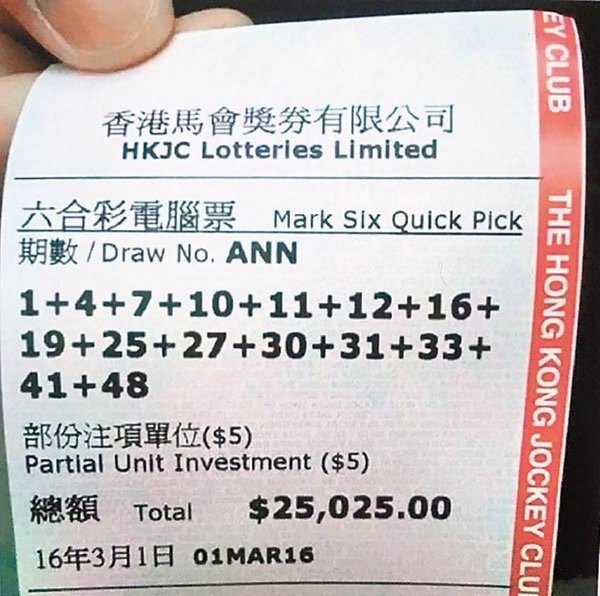 香港馬會獎券有限公司
HKJC Lotteries Limited
六合彩電腦票 Mark Six Quick Pick
期數 / Draw No. ANN
1+4+7+10+11+12+16+
19+25+27+30+31+33+
41+48
部份注項單位($5)
Partial Unit Investment ($5)
總額 Total $25,025.00
16年3月1日 01MAR16
EY CLUB
THE HONG KONG JOCKEY CLU